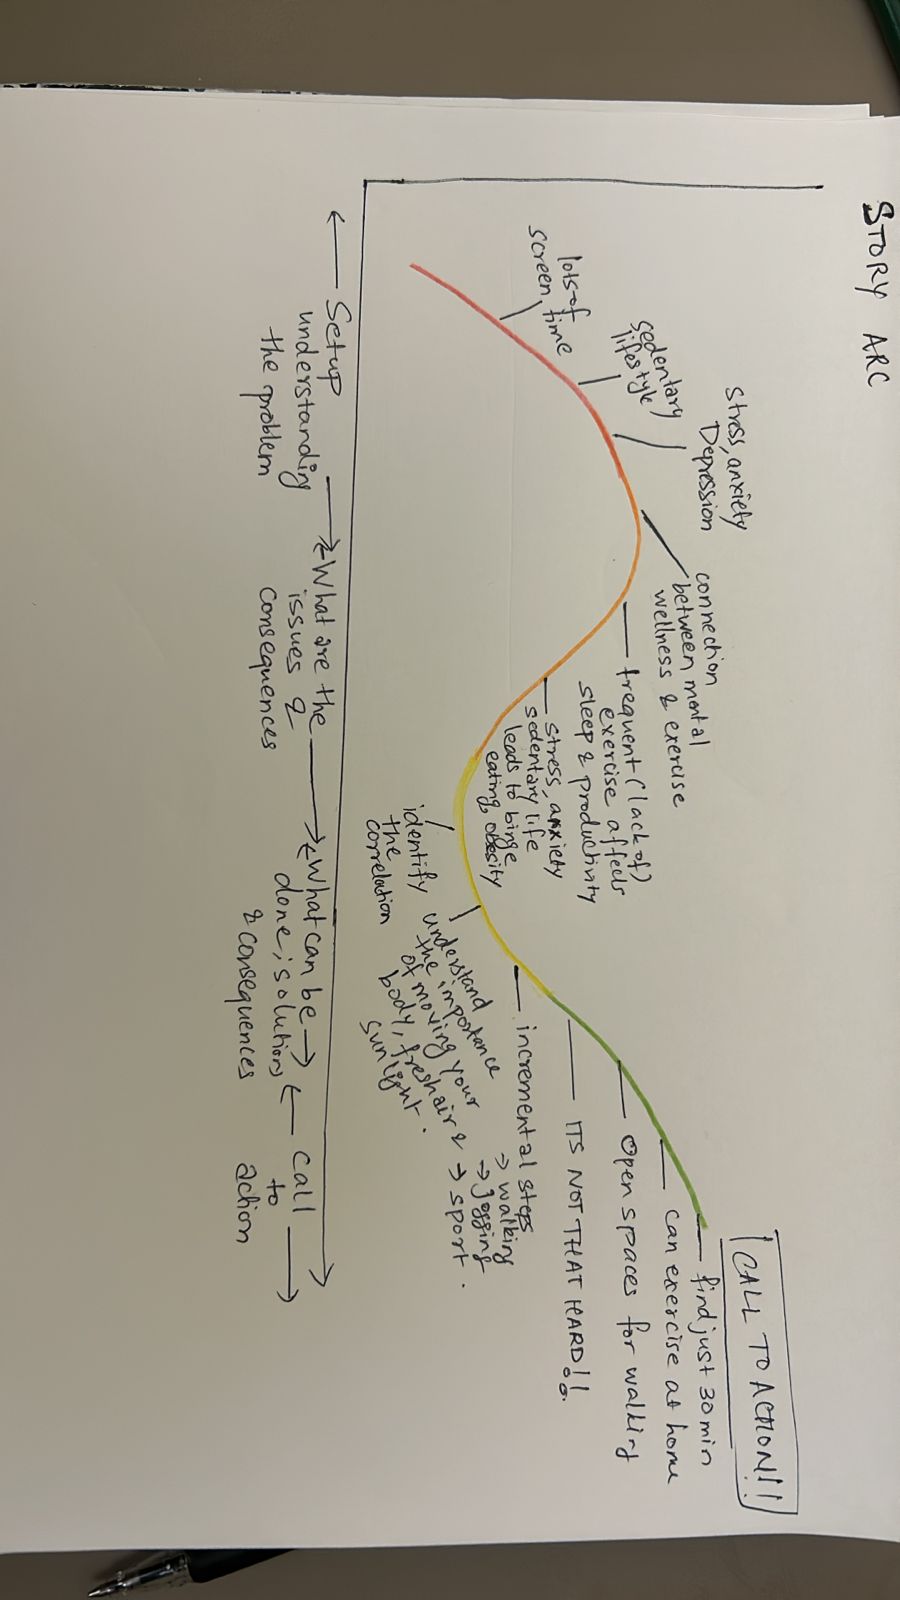 STORY ARC
lots of
screen time
sedentary
lifestyle
Stress, anxiety
Depression
connection
between mental
wellness & exercise
frequent (lack of)
exercise affects
sleep & productivity
stress, anxiety
sedentary life
leads to binge
eating, obesity
identify
the
correlation
understand
the importance
of moving your
body, fresh air &
sunlight.
incremental steps
→ walking
→ Jogging
→ sport.
ITS NOT THAT HARD!!.
Open spaces for walking
can exercise at home
find just 30 min
CALL TO ACTION!!
Setup
understanding
the problem
What are the
issues &
consequences
What can be
done; solutions
& consequences
call
to
action